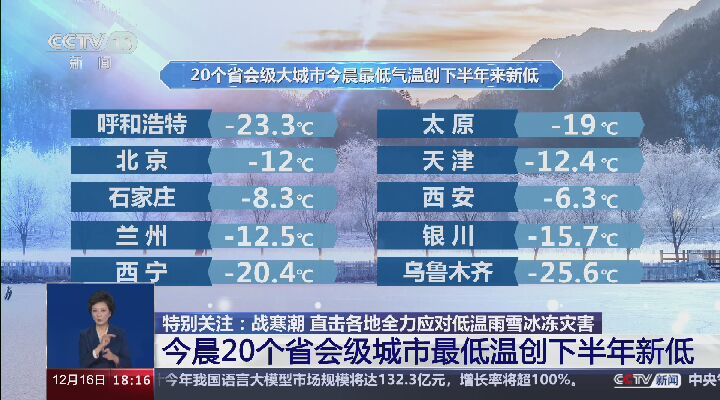 CCTV 13
新闻
20个省会级大城市今晨最低气温创下半年来新低
呼和浩特 -23.3℃
太原 -19℃
北京 -12℃
天津 -12.4℃
石家庄 -8.3℃
西安 -6.3℃
兰州 -12.5℃
银川 -15.7℃
西宁 -20.4℃
乌鲁木齐 -25.6℃
特别关注：战寒潮 直击各地全力应对低温雨雪冰冻灾害
今晨20个省会级城市最低温创下半年新低
12月16日 18:16 今年我国语言大模型市场规模将达132.3亿元，增长率将超100%。 CCTV 新闻 中央